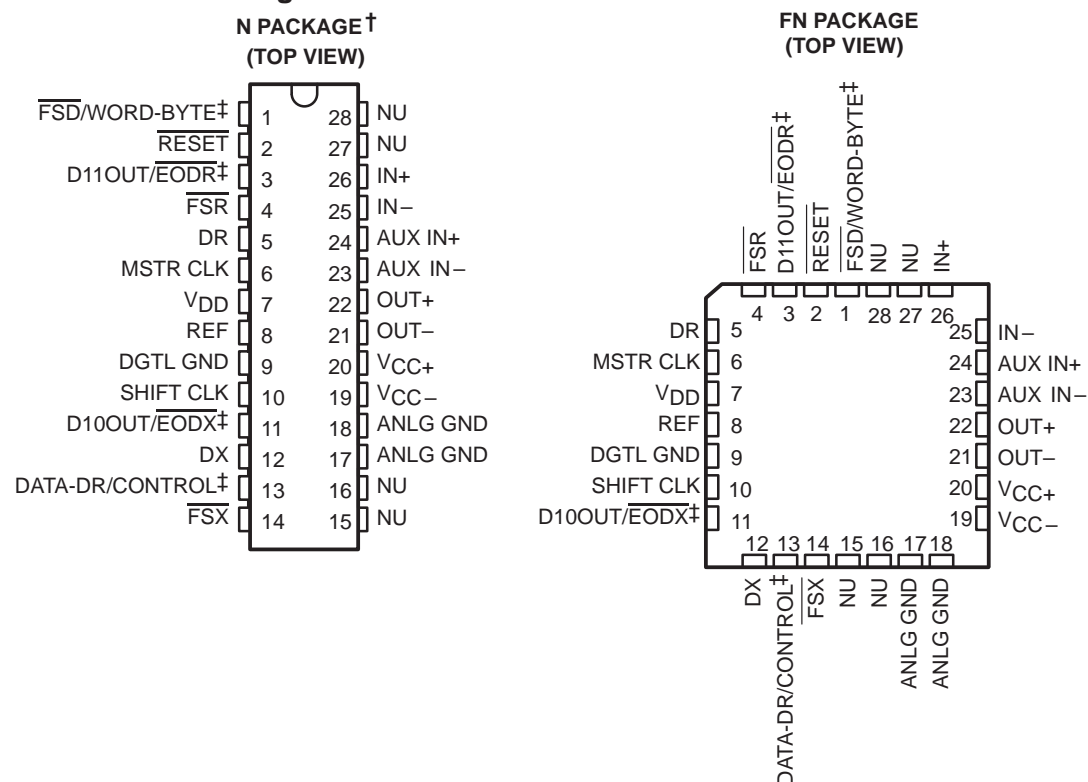 N PACKAGE†
(TOP VIEW)
FSD/WORD-BYTE‡ 1
RESET 2
D11OUT/EODR‡ 3
FSR 4
DR 5
MSTR CLK 6
VDD 7
REF 8
DGTL GND 9
SHIFT CLK 10
D10OUT/EODX‡ 11
DX 12
DATA-DR/CONTROL‡ 13
FSX 14
28 NU
27 NU
26 IN+
25 IN–
24 AUX IN+
23 AUX IN–
22 OUT+
21 OUT–
20 VCC+
19 VCC–
18 ANLG GND
17 ANLG GND
16 NU
15 NU
FN PACKAGE
(TOP VIEW)
FSR
D11OUT/EODR‡
RESET
FSD/WORD-BYTE‡
NU
NU
IN+
4 3 2 1 28 27 26
DR 5
MSTR CLK 6
VDD 7
REF 8
DGTL GND 9
SHIFT CLK 10
D10OUT/EODX‡ 11
25 IN–
24 AUX IN+
23 AUX IN–
22 OUT+
21 OUT–
20 VCC+
19 VCC–
12 13 14 15 16 17 18
DX
DATA-DR/CONTROL‡
FSX
NU
NU
ANLG GND
ANLG GND